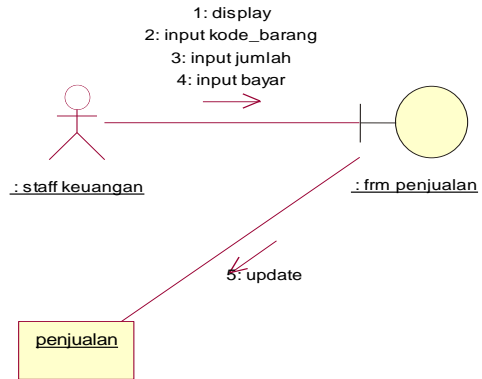 1: display
2: input kode_barang
3: input jumlah
4: input bayar
: staff keuangan
: frm penjualan
5: update
penjualan